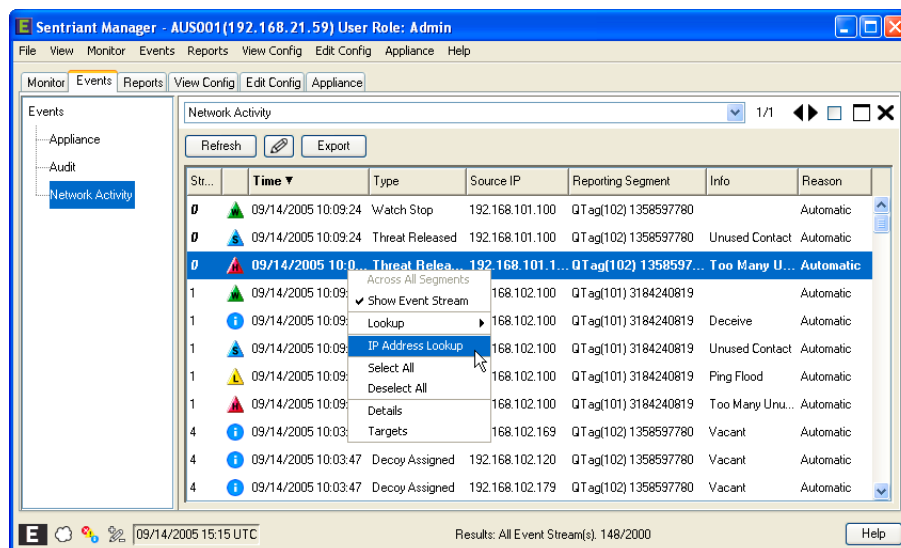 Sentriant Manager - AUS001(192.168.21.59) User Role: Admin
File View Monitor Events Reports View Config Edit Config Appliance Help
Monitor Events Reports View Config Edit Config Appliance
Events
Appliance
Audit
Network Activity
Network Activity 1/1
Refresh Export
Str... Time ▼ Type Source IP Reporting Segment Info Reason
0 W 09/14/2005 10:09:24 Watch Stop 192.168.101.100 QTag(102) 1358597780 Automatic
0 S 09/14/2005 10:09:24 Threat Released 192.168.101.100 QTag(102) 1358597780 Unused Contact Automatic
0 H 09/14/2005 10:0... Threat Relea... 192.168.101.1... QTag(102) 1358597... Too Many U... Automatic
1 W 09/14/2005 10:09: 168.102.100 QTag(101) 3184240819 Automatic
1 i 09/14/2005 10:09: 168.102.100 QTag(101) 3184240819 Deceive Automatic
1 S 09/14/2005 10:09: 168.102.100 QTag(101) 3184240819 Unused Contact Automatic
1 L 09/14/2005 10:09: 168.102.100 QTag(101) 3184240819 Ping Flood Automatic
1 H 09/14/2005 10:09: 168.102.100 QTag(101) 3184240819 Too Many Unu... Automatic
4 i 09/14/2005 10:03: 168.102.169 QTag(102) 1358597780 Vacant Automatic
4 i 09/14/2005 10:03:47 Decoy Assigned 192.168.102.120 QTag(102) 1358597780 Vacant Automatic
4 i 09/14/2005 10:03:47 Decoy Assigned 192.168.102.179 QTag(102) 1358597780 Vacant Automatic
Across All Segments
✓ Show Event Stream
Lookup
IP Address Lookup
Select All
Deselect All
Details
Targets
E 09/14/2005 15:15 UTC Results: All Event Stream(s). 148/2000 Help